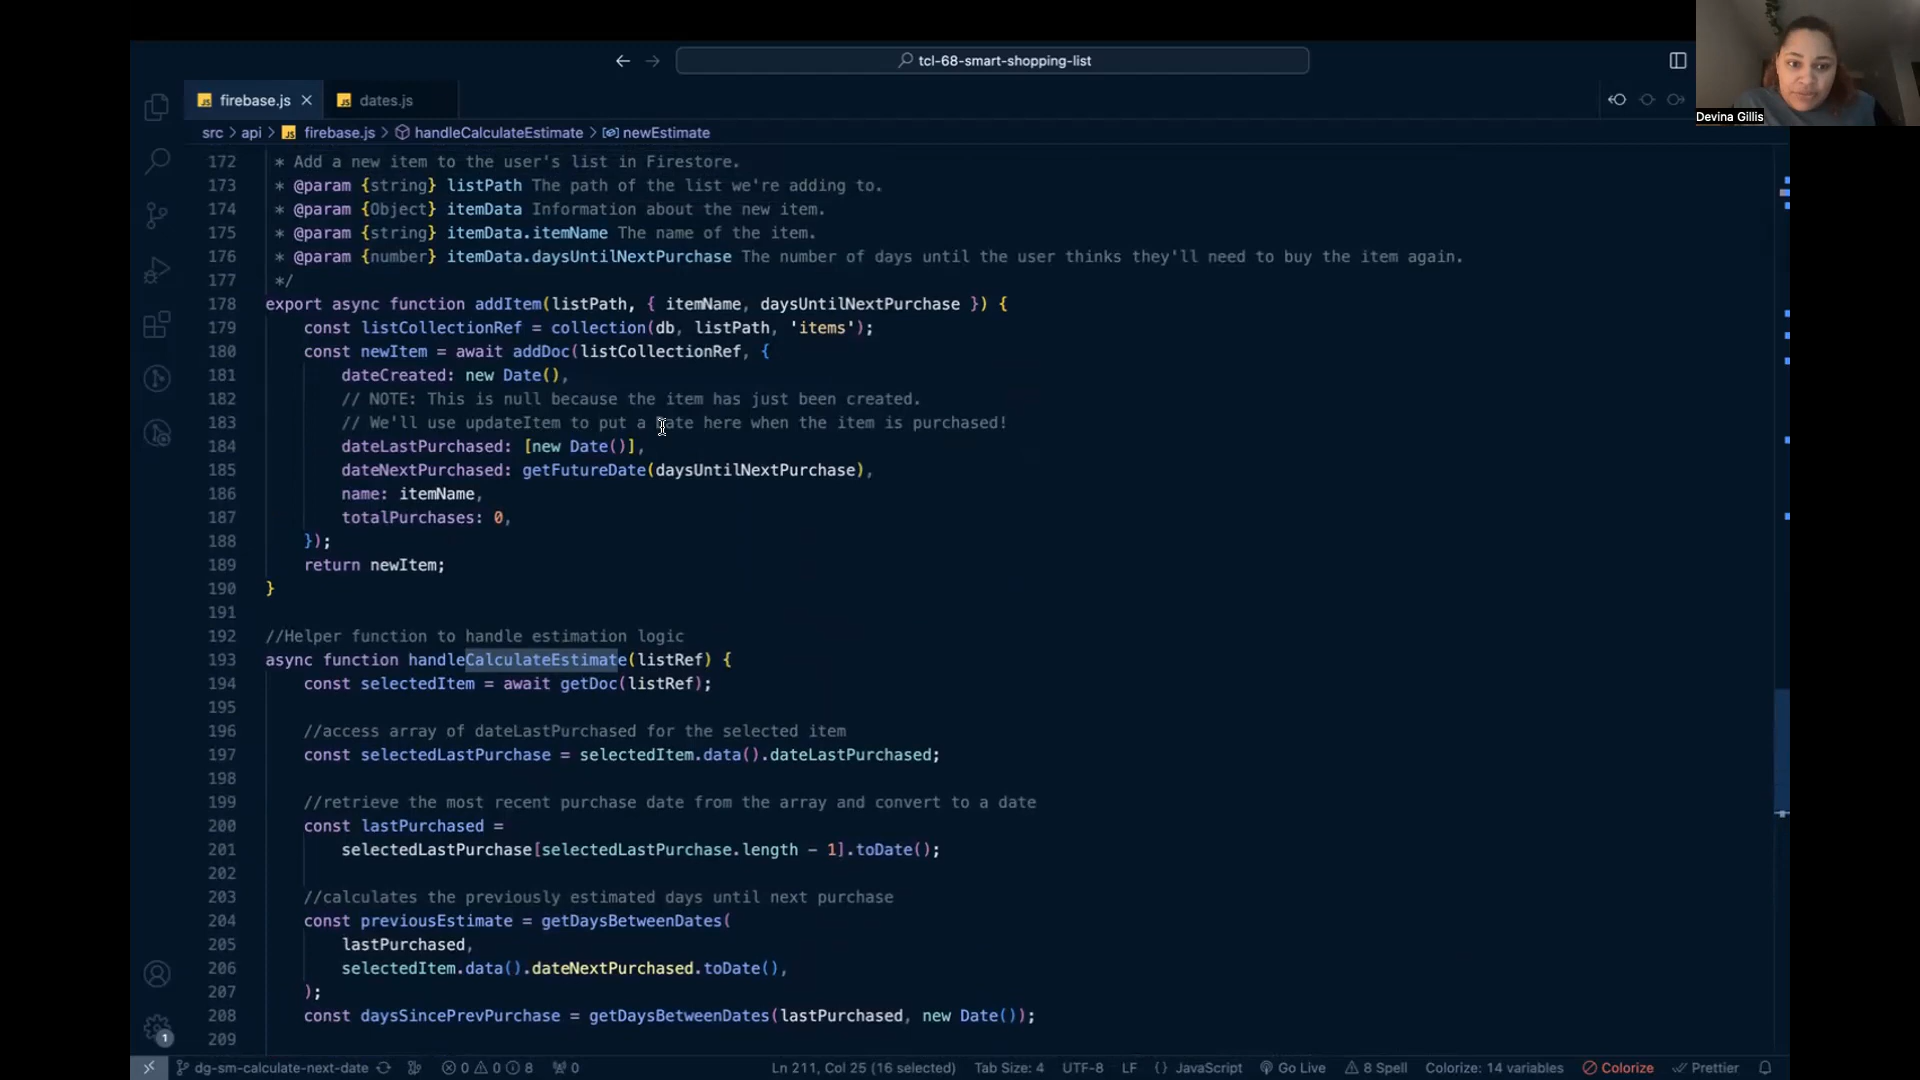 tcl-68-smart-shopping-list
Devina Gillis
JS firebase.js
JS dates.js
src > api > JS firebase.js > handleCalculateEstimate > newEstimate
172 * Add a new item to the user's list in Firestore.
173 * @param {string} listPath The path of the list we're adding to.
174 * @param {Object} itemData Information about the new item.
175 * @param {string} itemData.itemName The name of the item.
176 * @param {number} itemData.daysUntilNextPurchase The number of days until the user thinks they'll need to buy the item again.
177 */
178 export async function addItem(listPath, { itemName, daysUntilNextPurchase }) {
179 const listCollectionRef = collection(db, listPath, 'items');
180 const newItem = await addDoc(listCollectionRef, {
181 dateCreated: new Date(),
182 // NOTE: This is null because the item has just been created.
183 // We'll use updateItem to put a Date here when the item is purchased!
184 dateLastPurchased: [new Date()],
185 dateNextPurchased: getFutureDate(daysUntilNextPurchase),
186 name: itemName,
187 totalPurchases: 0,
188 });
189 return newItem;
190 }
191
192 //Helper function to handle estimation logic
193 async function handleCalculateEstimate(listRef) {
194 const selectedItem = await getDoc(listRef);
195
196 //access array of dateLastPurchased for the selected item
197 const selectedLastPurchase = selectedItem.data().dateLastPurchased;
198
199 //retrieve the most recent purchase date from the array and convert to a date
200 const lastPurchased =
201 selectedLastPurchase[selectedLastPurchase.length - 1].toDate();
202
203 //calculates the previously estimated days until next purchase
204 const previousEstimate = getDaysBetweenDates(
205 lastPurchased,
206 selectedItem.data().dateNextPurchased.toDate(),
207 );
208 const daysSincePrevPurchase = getDaysBetweenDates(lastPurchased, new Date());
209
1
dg-sm-calculate-next-date 0 0 8 0 Ln 211, Col 25 (16 selected) Tab Size: 4 UTF-8 LF {} JavaScript Go Live 8 Spell Colorize: 14 variables Colorize Prettier